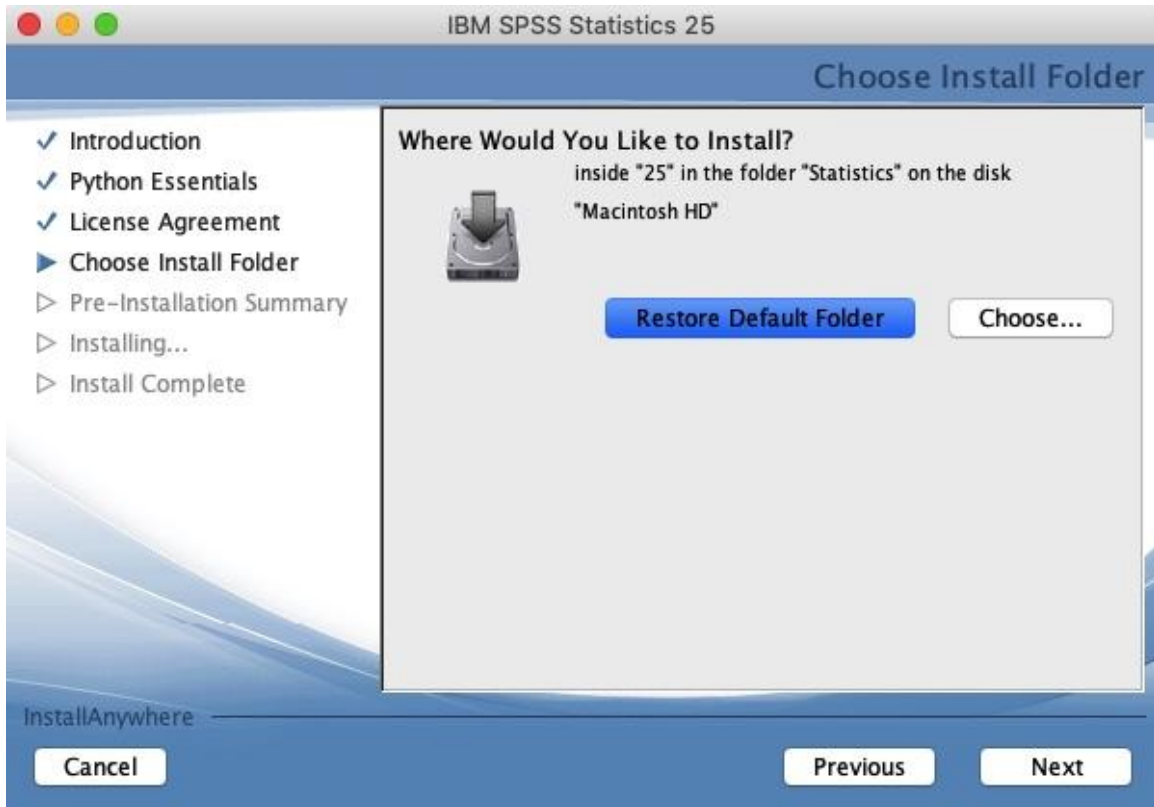 IBM SPSS Statistics 25
Choose Install Folder
Introduction
Python Essentials
License Agreement
Choose Install Folder
Pre-Installation Summary
Installing...
Install Complete
Where Would You Like to Install?
inside "25" in the folder "Statistics" on the disk
"Macintosh HD"
Restore Default Folder
Choose...
InstallAnywhere
Cancel
Previous
Next